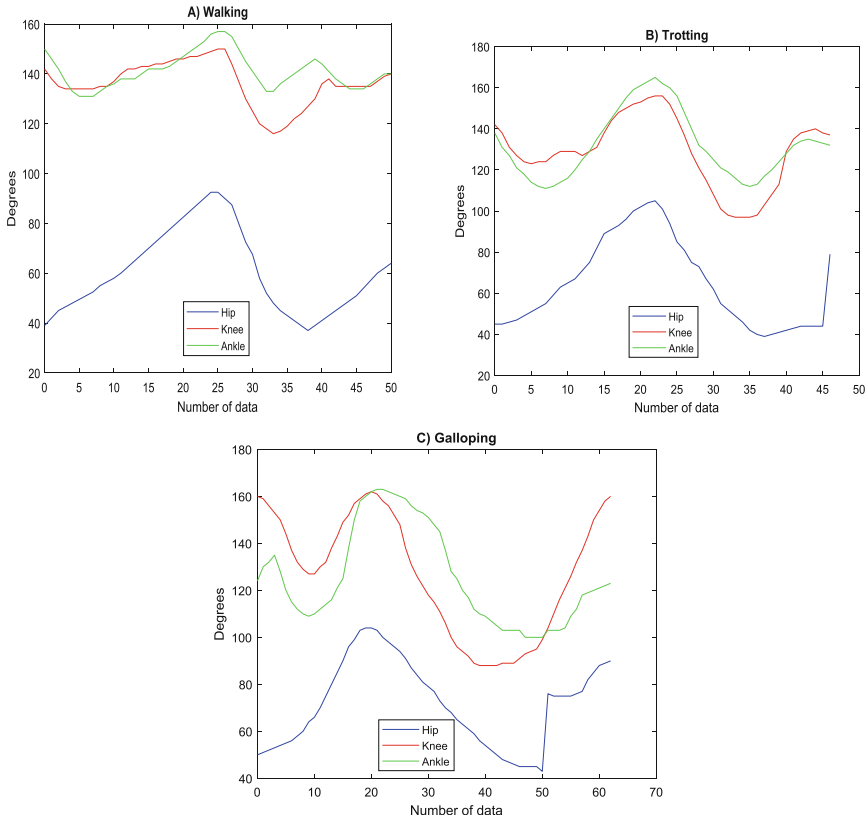 A) Walking
160
140
120
100
80
60
40
20
Degrees
Hip
Knee
Ankle
0 5 10 15 20 25 30 35 40 45 50
Number of data
B) Trotting
180
160
140
120
100
80
60
40
20
Degrees
Hip
Knee
Ankle
0 5 10 15 20 25 30 35 40 45 50
Number of data
C) Galloping
180
160
140
120
100
80
60
40
Degrees
Hip
Knee
Ankle
0 10 20 30 40 50 60 70
Number of data